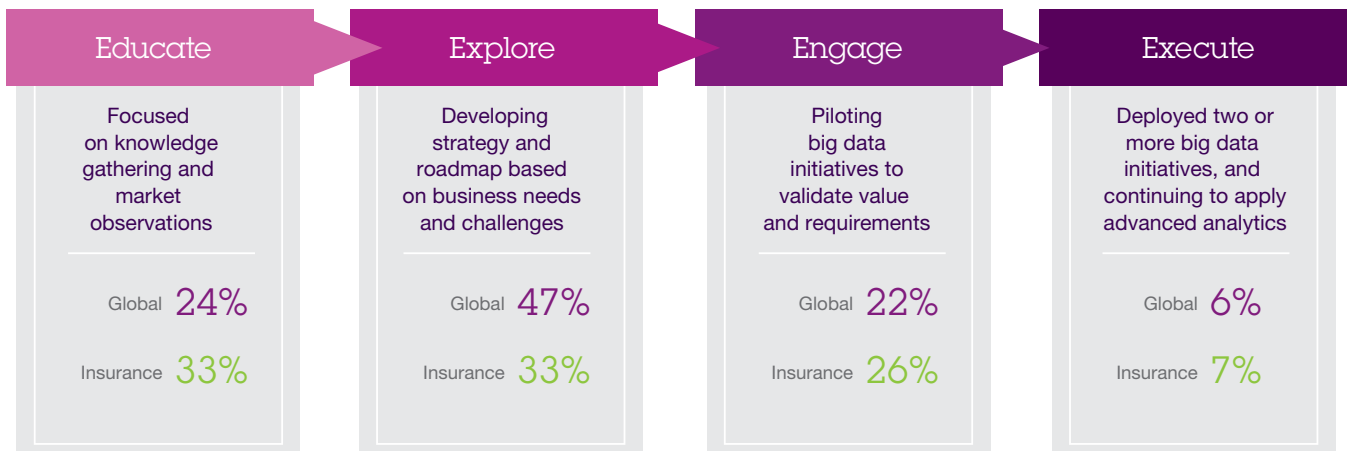 Educate
Focused
on knowledge
gathering and
market
observations
Global 24%
Insurance 33%
Explore
Developing
strategy and
roadmap based
on business needs
and challenges
Global 47%
Insurance 33%
Engage
Piloting
big data
initiatives to
validate value
and requirements
Global 22%
Insurance 26%
Execute
Deployed two or
more big data
initiatives, and
continuing to apply
advanced analytics
Global 6%
Insurance 7%